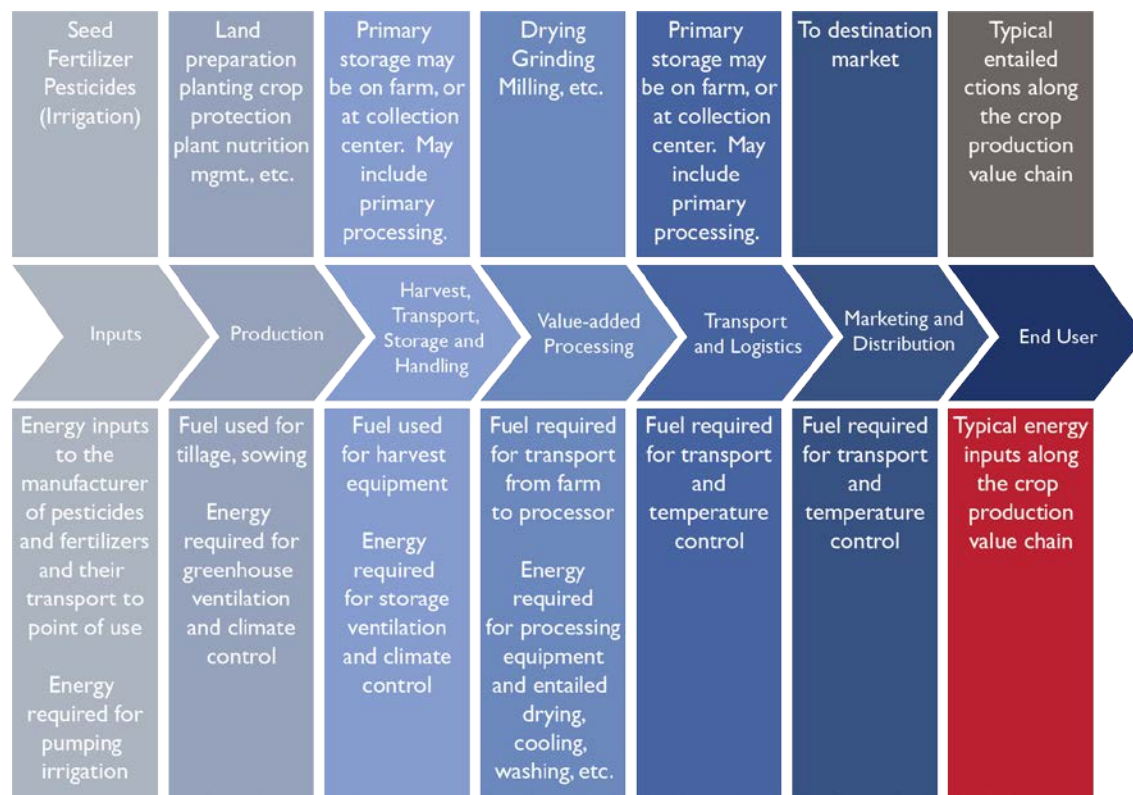 Seed
Fertilizer
Pesticides
(Irrigation)
Land
preparation
planting crop
protection
plant nutrition
mgmt., etc.
Primary
storage may
be on farm, or
at collection
center. May
include
primary
processing.
Drying
Grinding
Milling, etc.
Primary
storage may
be on farm, or
at collection
center. May
include
primary
processing.
To destination
market
Typical
entailed
ctions along
the crop
production
value chain
Inputs
Production
Harvest,
Transport,
Storage and
Handling
Value-added
Processing
Transport
and Logistics
Marketing and
Distribution
End User
Energy inputs
to the
manufacturer
of pesticides
and fertilizers
and their
transport to
point of use
Energy
required for
pumping
irrigation
Fuel used for
tillage, sowing
Energy
required for
greenhouse
ventilation
and climate
control
Fuel used
for harvest
equipment
Energy
required
for storage
ventilation
and climate
control
Fuel required
for transport
from farm
to processor
Energy
required
for processing
equipment
and entailed
drying,
cooling,
washing, etc.
Fuel required
for transport
and
temperature
control
Fuel required
for transport
and
temperature
control
Typical energy
inputs along
the crop
production
value chain